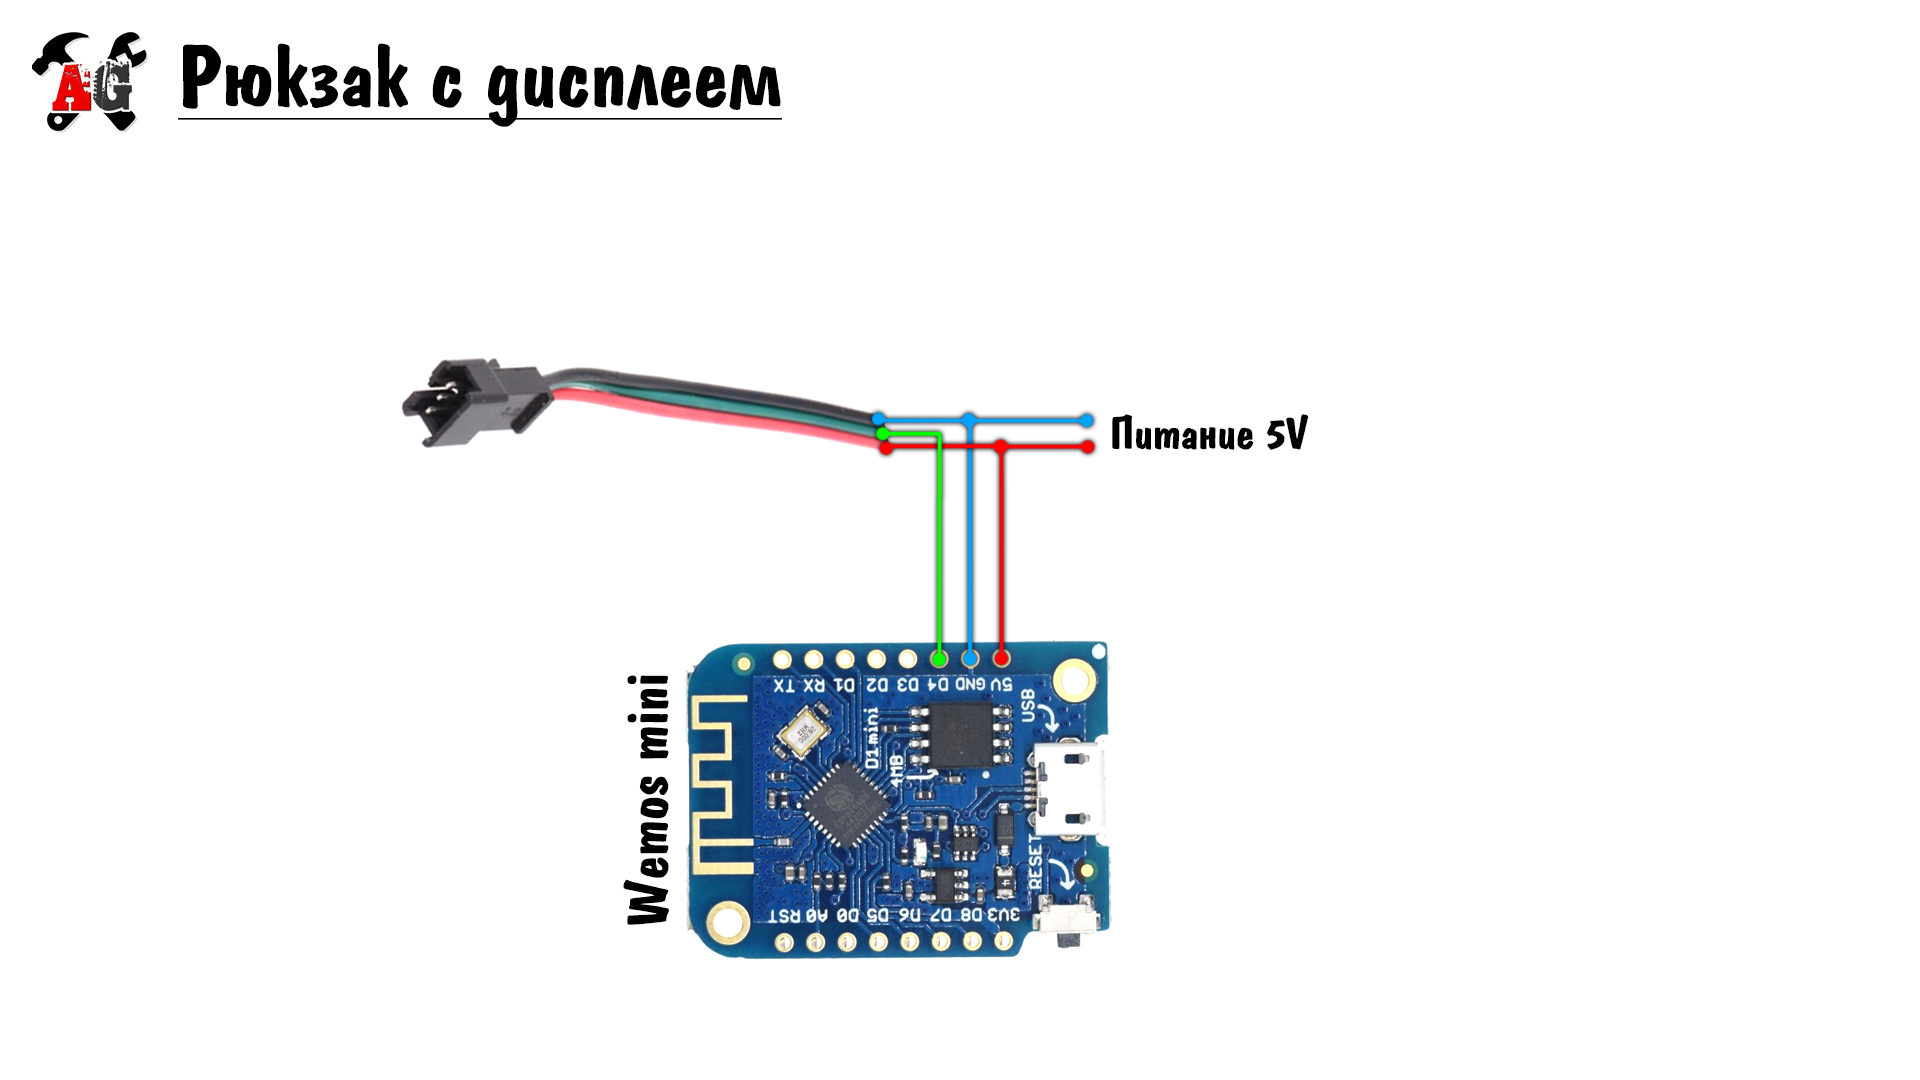 AG
Рюкзак с дисплеем
Питание 5V
Wemos mini
TX RX D1 D2 D3 D4 GND 5V
USB
D1 mini
4MB
RESET
RST A0 D0 D5 D6 D7 D8 3V3